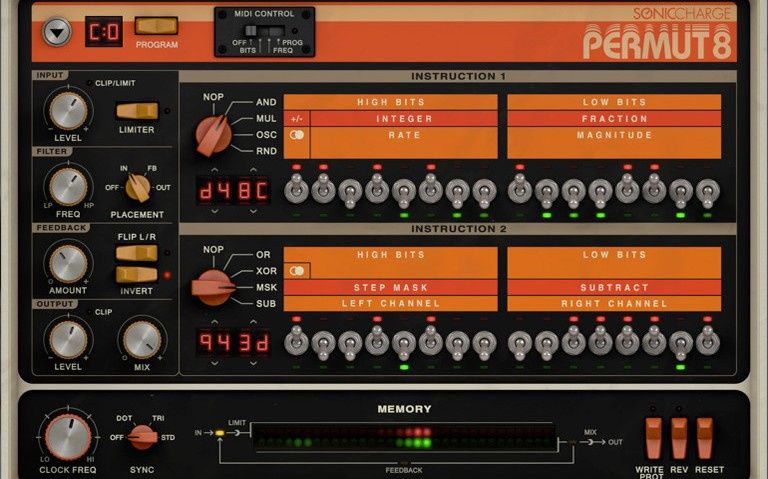 SONICCHARGE
PERMUT8
C:0
PROGRAM
MIDI CONTROL
OFF PROG
BITS FREQ
INPUT
CLIP/LIMIT
- +
LEVEL
LIMITER
FILTER
IN FB
OFF OUT
LP HP
FREQ
PLACEMENT
FEEDBACK
FLIP L/R
O +
AMOUNT
INVERT
OUTPUT
CLIP
- +
LEVEL
O +
MIX
INSTRUCTION 1
NOP
AND
MUL
OSC
RND
d48C
HIGH BITS
+/- INTEGER
RATE
LOW BITS
FRACTION
MAGNITUDE
INSTRUCTION 2
NOP
OR
XOR
MSK
SUB
943d
HIGH BITS
STEP MASK
LEFT CHANNEL
LOW BITS
SUBTRACT
RIGHT CHANNEL
MEMORY
LO HI
CLOCK FREQ
DOT TRI
OFF STD
SYNC
IN
LIMIT
MIX
OUT
FEEDBACK
WRITE
PROT
REV
RESET